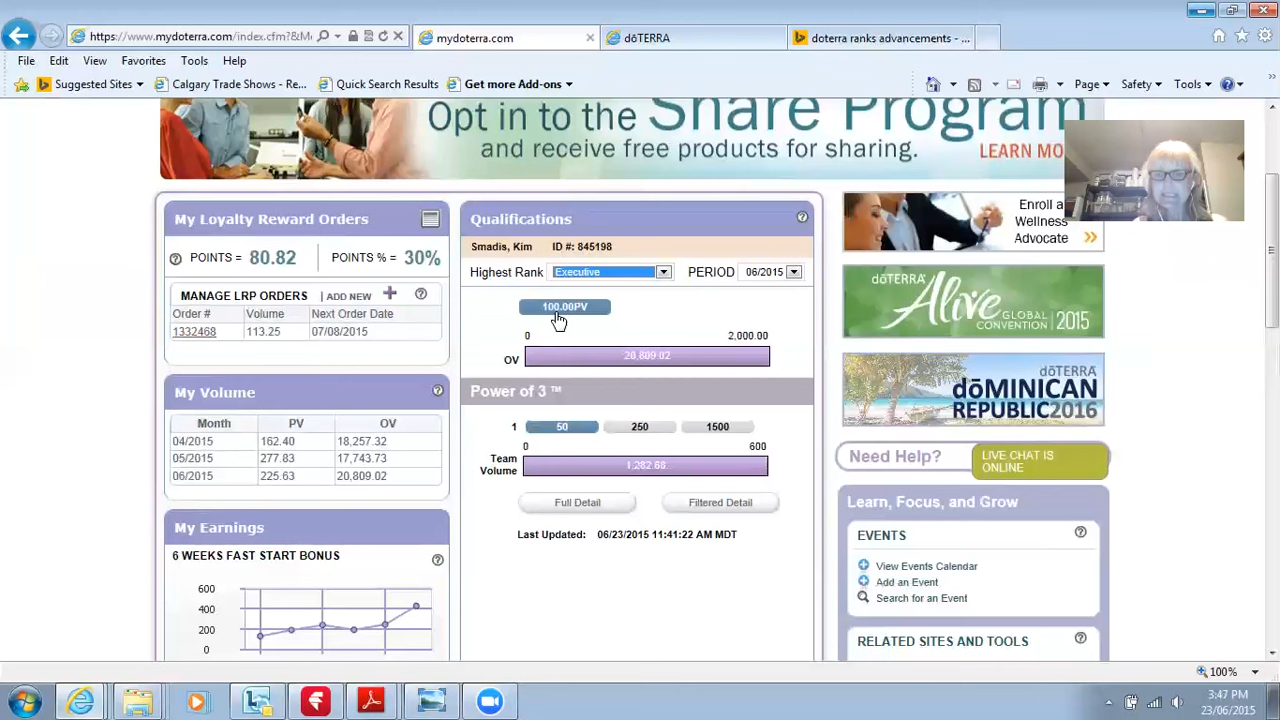 https://www.mydoterra.com/index.cfm?&M
mydoterra.com
dōTERRA
doterra ranks advancements - ...
File Edit View Favorites Tools Help
Suggested Sites
Calgary Trade Shows - For...
Quick Search Results
Get more Add-ons
Page
Safety
Tools
Opt in to the Share Program
and receive free products for sharing.
LEARN MO
My Loyalty Reward Orders
POINTS = 80.82
POINTS % = 30%
MANAGE LRP ORDERS | ADD NEW
Order # Volume Next Order Date
1332468 113.25 07/08/2015
My Volume
Month PV OV
04/2015 162.40 18,257.32
05/2015 277.83 17,743.73
06/2015 225.63 20,809.02
My Earnings
6 WEEKS FAST START BONUS
600
400
200
0
Qualifications
Smadis, Kim ID #: 845198
Highest Rank Executive PERIOD 06/2015
100.00PV
0 2,000.00
OV 20,809.02
Power of 3 ™
1 50 250 1500
0 600
Team Volume 1,282.68
Full Detail Filtered Detail
Last Updated: 06/23/2015 11:41:22 AM MDT
Enroll a
Wellness
Advocate
dōTERRA
Alive
GLOBAL
CONVENTION 2015
dōTERRA
dōMINICAN
REPUBLIC2016
Need Help?
LIVE CHAT IS
ONLINE
Learn, Focus, and Grow
EVENTS
View Events Calendar
Add an Event
Search for an Event
RELATED SITES AND TOOLS
100%
3:47 PM
23/06/2015